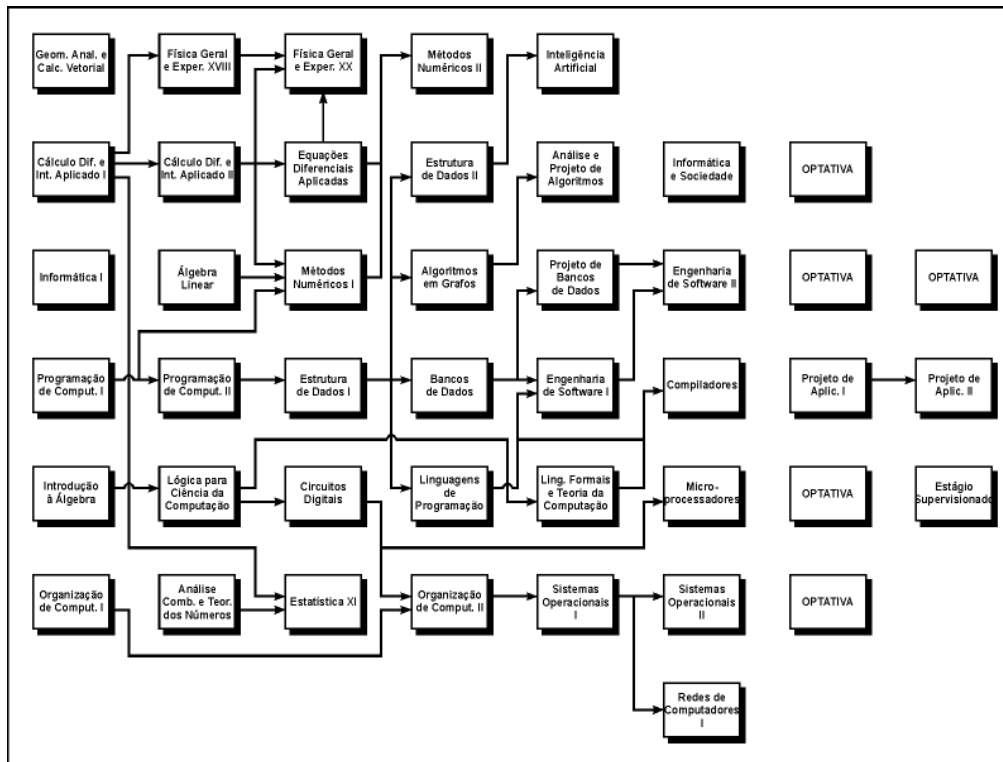 Geom. Anal. e
Calc. Vetorial
Física Geral
e Exper. XVIII
Física Geral
e Exper. XX
Métodos
Numéricos II
Inteligência
Artificial
Cálculo Dif. e
Int. Aplicado I
Cálculo Dif. e
Int. Aplicado II
Equações
Diferenciais
Aplicadas
Estrutura
de Dados II
Análise e
Projeto de
Algoritmos
Informática
e Sociedade
OPTATIVA
Informática I
Álgebra
Linear
Métodos
Numéricos I
Algoritmos
em Grafos
Projeto de
Bancos
de Dados
Engenharia
de Software II
OPTATIVA
OPTATIVA
Programação
de Comput. I
Programação
de Comput. II
Estrutura
de Dados I
Bancos
de Dados
Engenharia
de Software I
Compiladores
Projeto de
Aplic. I
Projeto de
Aplic. II
Introdução
à Álgebra
Lógica para
Ciência da
Computação
Circuitos
Digitais
Linguagens
de
Programação
Ling. Formais
e Teoria da
Computação
Micro-
processadores
OPTATIVA
Estágio
Supervisionado
Organização
de Comput. I
Análise
Comb. e Teor.
dos Números
Estatística XI
Organização
de Comput. II
Sistemas
Operacionais
I
Sistemas
Operacionais
II
OPTATIVA
Redes de
Computadores
I